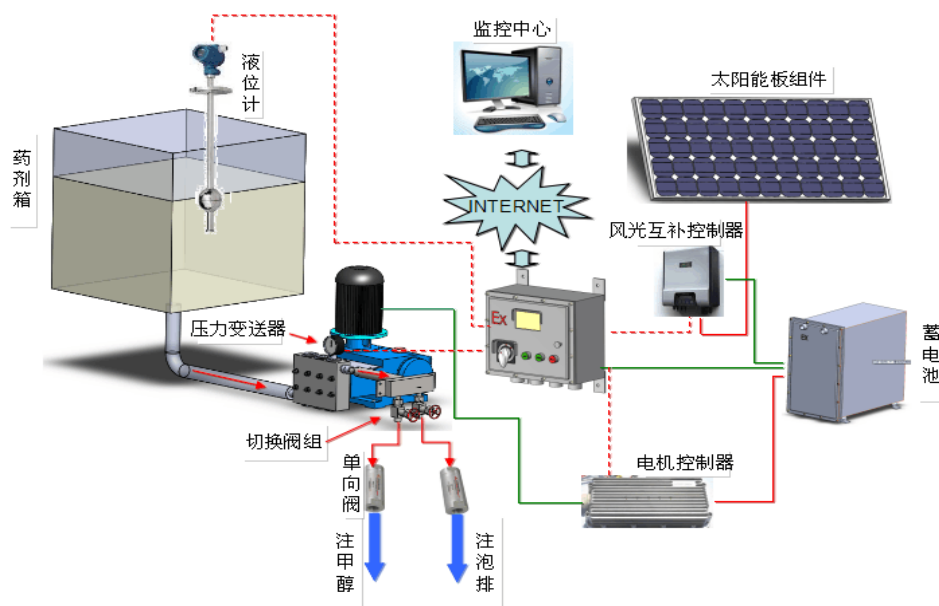 监控中心
液位计
太阳能板组件
药剂箱
INTERNET
风光互补控制器
Ex
压力变送器
蓄电池
切换阀组
电机控制器
单向阀
注甲醇
注泡排